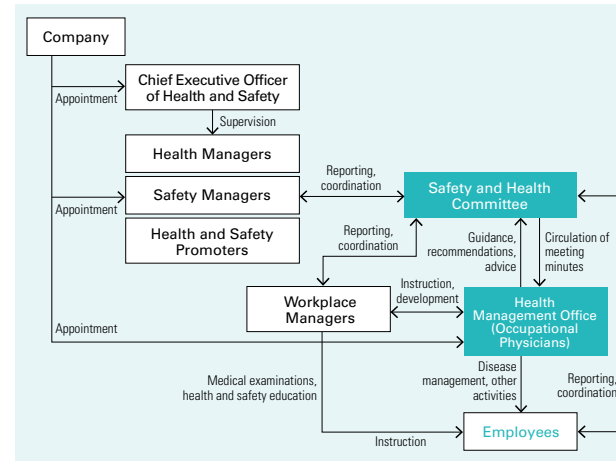 Company
Chief Executive Officer
of Health and Safety
Appointment
Supervision
Health Managers
Reporting,
coordination
Safety Managers
Safety and Health
Committee
Appointment
Health and Safety
Promoters
Reporting,
coordination
Guidance,
recommendations,
advice
Circulation of
meeting
minutes
Instruction,
development
Workplace
Managers
Health
Management Office
(Occupational
Physicians)
Appointment
Medical examinations,
health and safety education
Disease
management, other
activities
Reporting,
coordination
Employees
Instruction